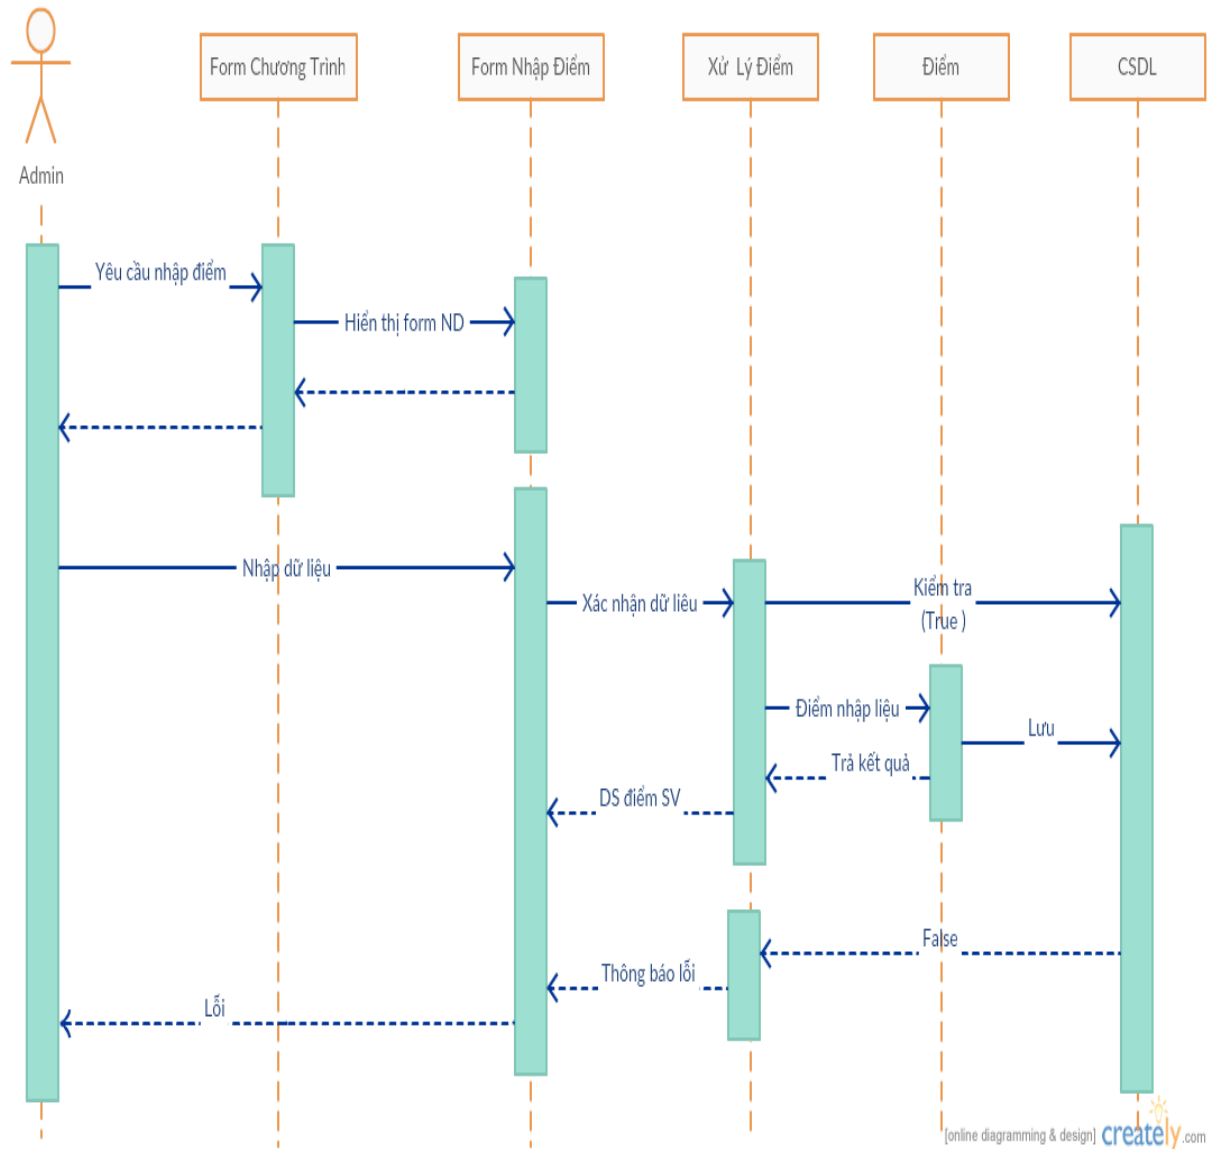 Form Chương Trình
Form Nhập Điểm
Xử Lý Điểm
Điểm
CSDL
Admin
Yêu cầu nhập điểm
Hiển thị form ND
Nhập dữ liệu
Xác nhận dữ liêu
Kiểm tra
(True )
Điểm nhập liệu
Lưu
Trả kết quả
DS điểm SV
False
Thông báo lỗi
Lỗi
[online diagramming & design] creately.com